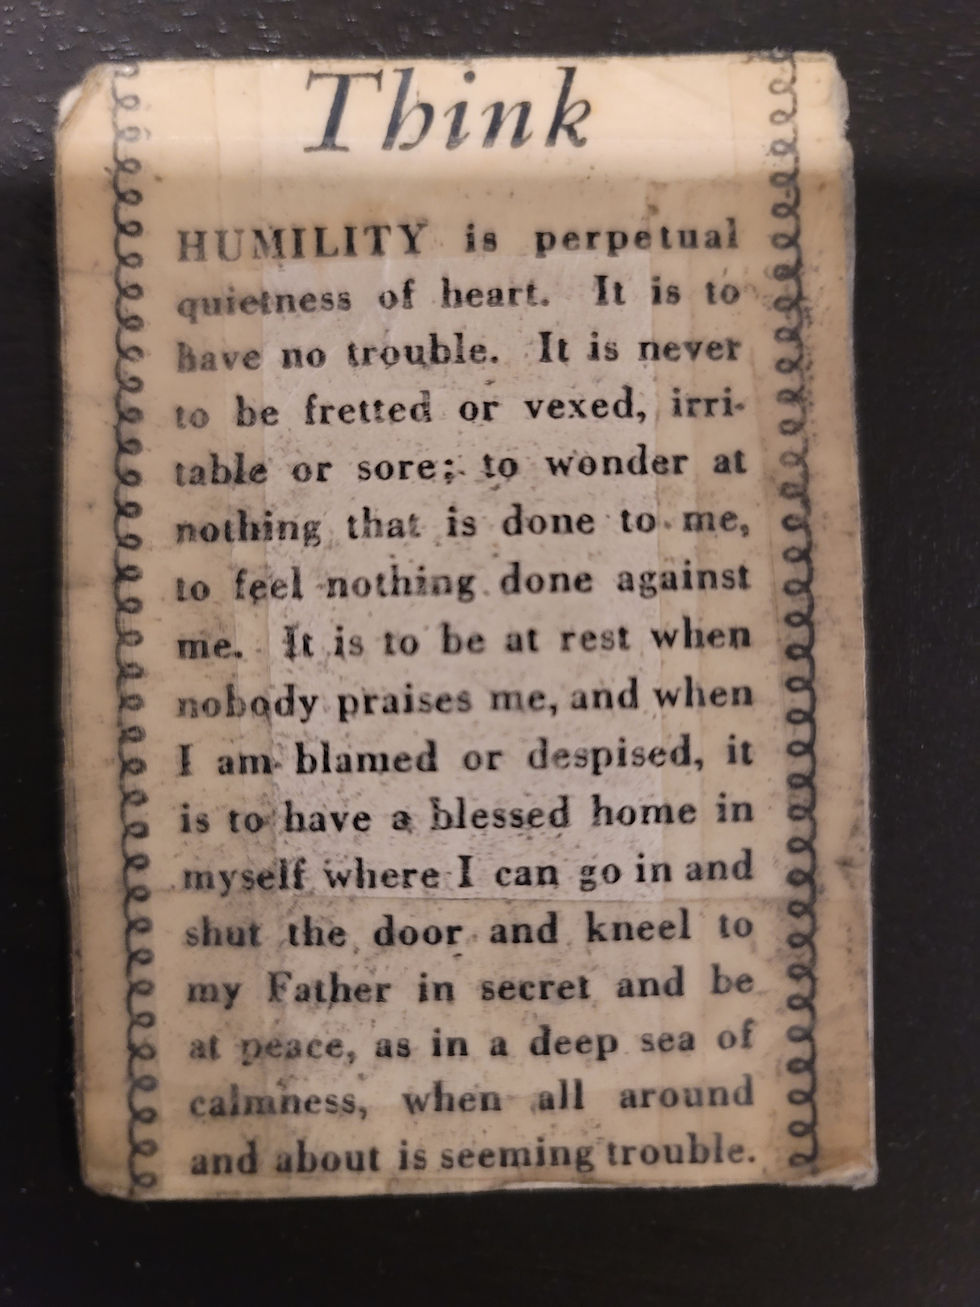 Think
HUMILITY is perpetual
quietness of heart. It is to
have no trouble. It is never
to be fretted or vexed, irri-
table or sore; to wonder at
nothing that is done to me,
to feel nothing done against
me. It is to be at rest when
nobody praises me, and when
I am blamed or despised, it
is to have a blessed home in
myself where I can go in and
shut the door and kneel to
my Father in secret and be
at peace, as in a deep sea of
calmness, when all around
and about is seeming trouble.